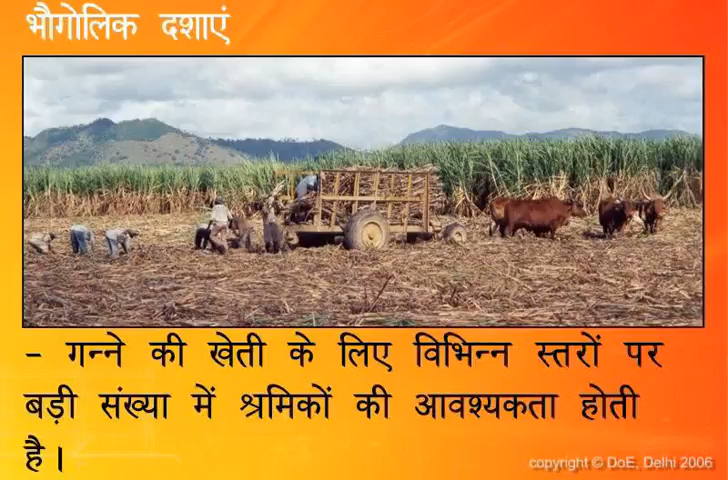 भौगोलिक दशाएं
- गन्ने की खेती के लिए विभिन्न स्तरों पर
बड़ी संख्या में श्रमिकों की आवश्यकता होती
है।
copyright © DoE, Delhi 2006